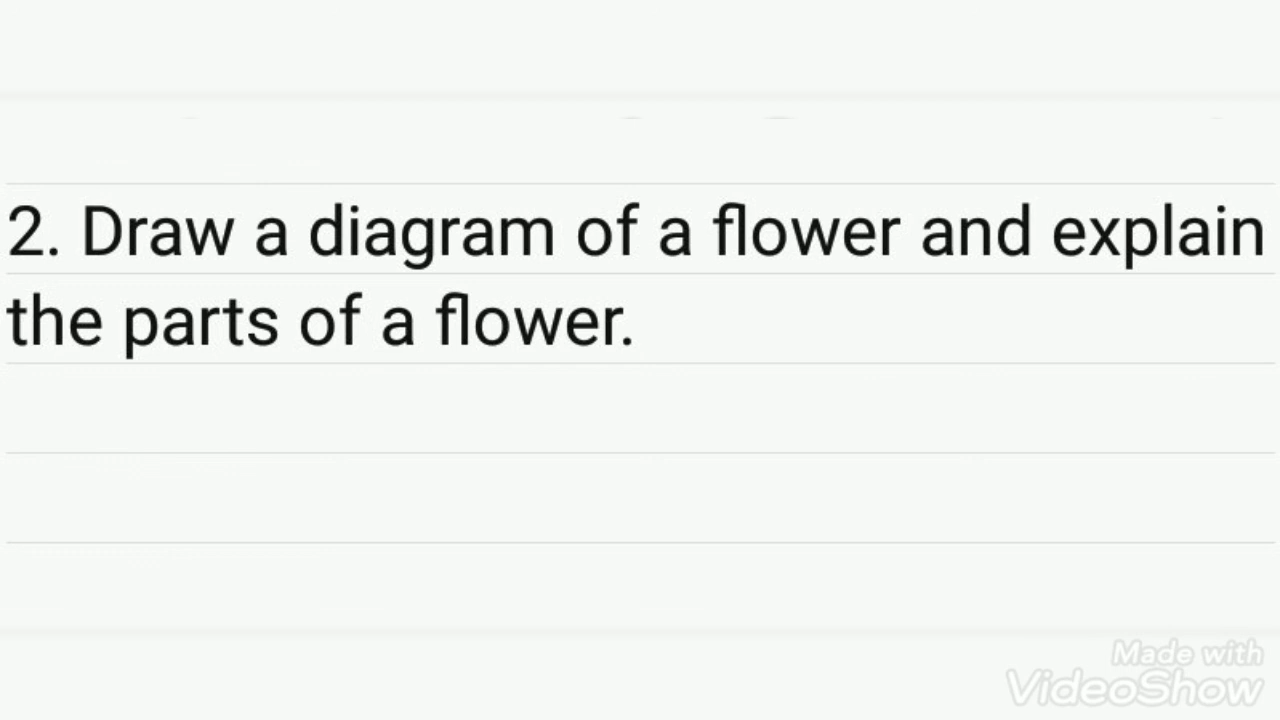 2. Draw a diagram of a flower and explain
the parts of a flower.
Made with
VideoShow